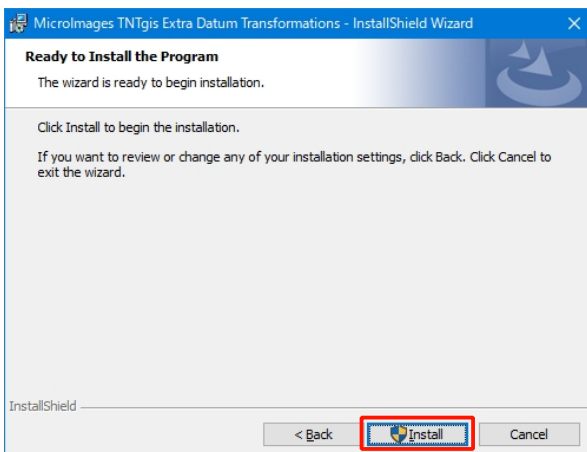 MicroImages TNTgis Extra Datum Transformations - InstallShield Wizard
Ready to Install the Program
The wizard is ready to begin installation.
Click Install to begin the installation.
If you want to review or change any of your installation settings, click Back. Click Cancel to
exit the wizard.
InstallShield
< Back
Install
Cancel